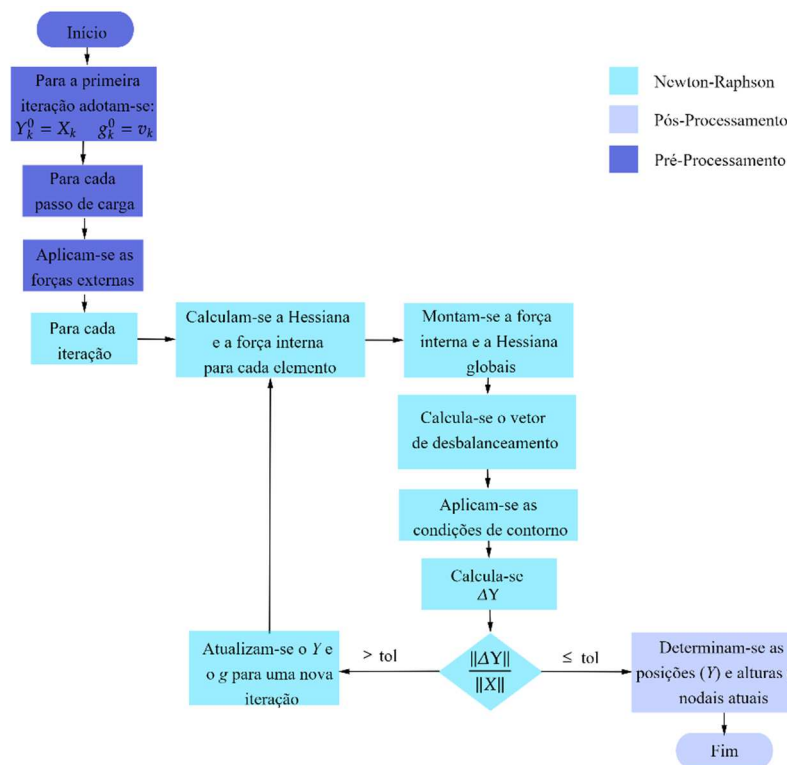 Início
Para a primeira
iteração adotam-se:
Y_k^0 = X_k g_k^0 = v_k
Para cada
passo de carga
Aplicam-se as
forças externas
Para cada
iteração
Calculam-se a Hessiana
e a força interna
para cada elemento
Montam-se a força
interna e a Hessiana
globais
Calcula-se o vetor
de desbalanceamento
Aplicam-se as
condições de contorno
Calcula-se
ΔY
‖ΔY‖
‖X‖
> tol
≤ tol
Atualizam-se o Y e
o g para uma nova
iteração
Determinam-se as
posições (Y) e alturas
nodais atuais
Fim
Newton-Raphson
Pós-Processamento
Pré-Processamento